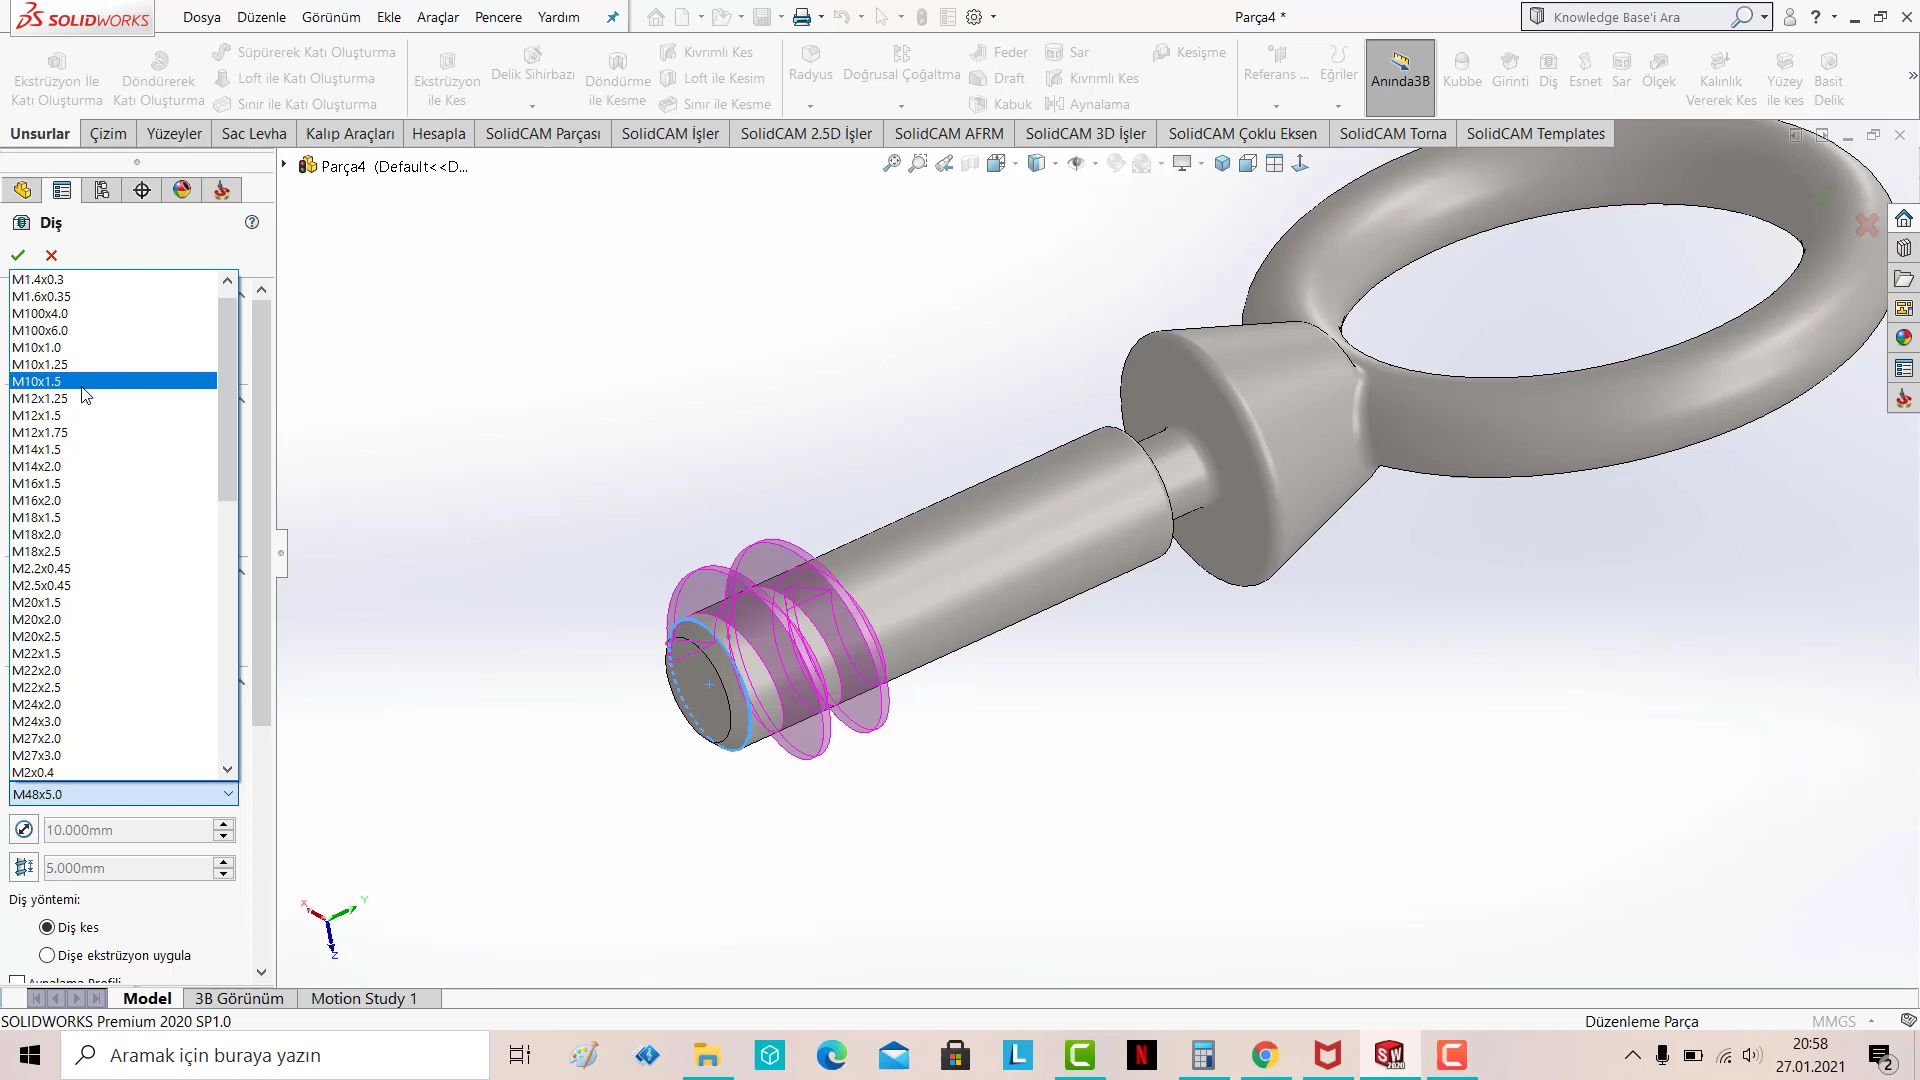 SOLIDWORKS
Dosya Düzenle Görünüm Ekle Araçlar Pencere Yardım
Parça4 *
Knowledge Base'i Ara
Ekstrüzyon İle Katı Oluşturma
Döndürerek Katı Oluşturma
Süpürerek Katı Oluşturma
Loft ile Katı Oluşturma
Sınır ile Katı Oluşturma
Ekstrüzyon ile Kes
Delik Sihirbazı
Döndürme ile Kesme
Kıvrımlı Kes
Loft ile Kesim
Sınır ile Kesme
Radyus
Doğrusal Çoğaltma
Feder
Draft
Kabuk
Sar
Kıvrımlı Kes
Aynalama
Kesişme
Referans ...
Eğriler
Anında3B
Kubbe
Girinti
Diş
Esnet
Sar
Ölçek
Kalınlık Vererek Kes
Yüzey ile kes
Basit Delik
Unsurlar Çizim Yüzeyler Sac Levha Kalıp Araçları Hesapla SolidCAM Parçası SolidCAM İşler SolidCAM 2.5D İşler SolidCAM AFRM SolidCAM 3D İşler SolidCAM Çoklu Eksen SolidCAM Torna SolidCAM Templates
Parça4 (Default<<D...
Diş
M1.4x0.3
M1.6x0.35
M100x4.0
M100x6.0
M10x1.0
M10x1.25
M10x1.5
M12x1.25
M12x1.5
M12x1.75
M14x1.5
M14x2.0
M16x1.5
M16x2.0
M18x1.5
M18x2.0
M18x2.5
M2.2x0.45
M2.5x0.45
M20x1.5
M20x2.0
M20x2.5
M22x1.5
M22x2.0
M22x2.5
M24x2.0
M24x3.0
M27x2.0
M27x3.0
M2x0.4
M48x5.0
10.000mm
5.000mm
Diş yöntemi:
Diş kes
Dişe ekstrüzyon uygula
Aynalama Profili
X Y Z
Model 3B Görünüm Motion Study 1
SOLIDWORKS Premium 2020 SP1.0
Düzenleme Parça
MMGS
Aramak için buraya yazın
20:58
27.01.2021
2